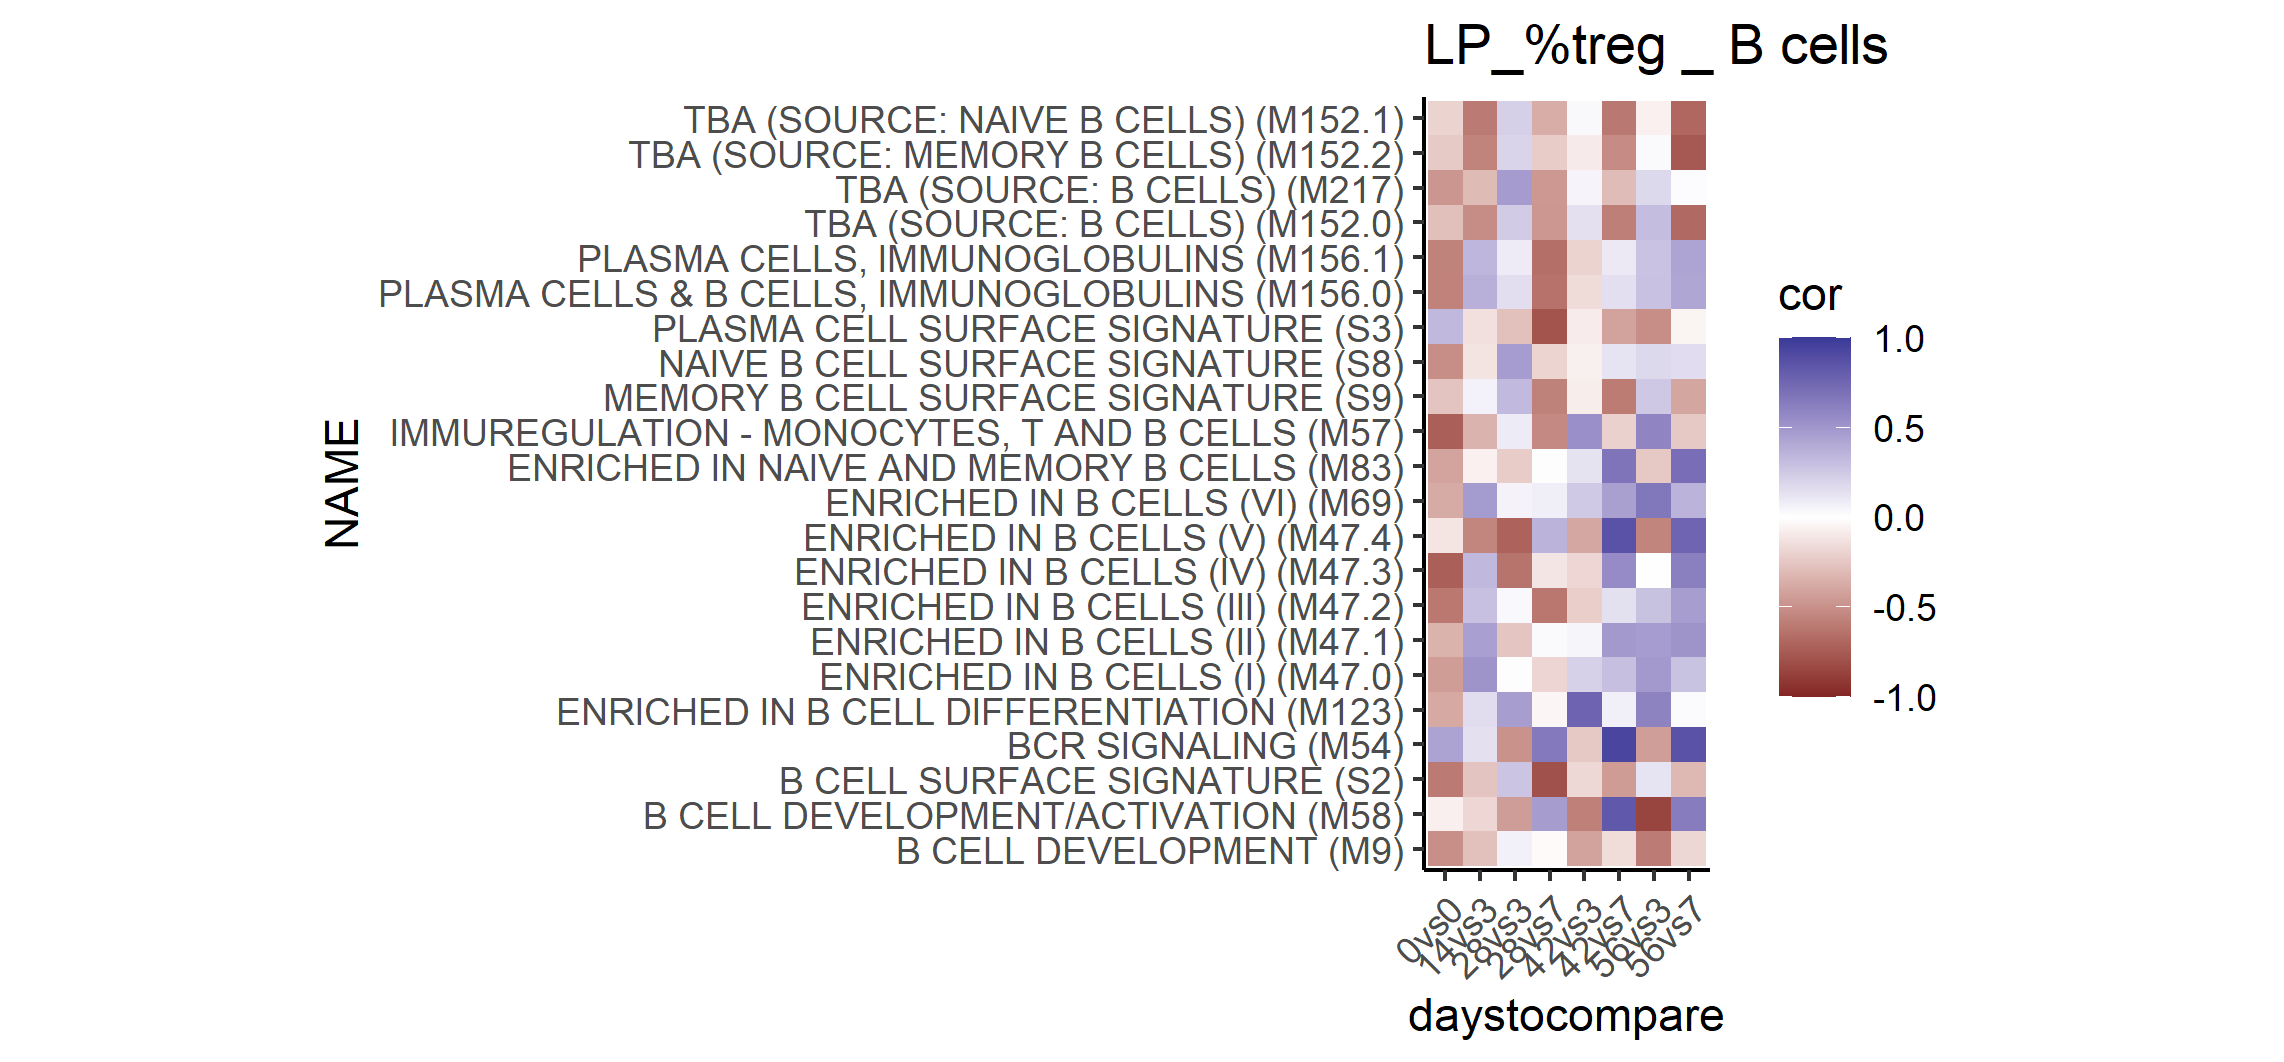 LP_%treg _ B cells
NAME
TBA (SOURCE: NAIVE B CELLS) (M152.1)
TBA (SOURCE: MEMORY B CELLS) (M152.2)
TBA (SOURCE: B CELLS) (M217)
TBA (SOURCE: B CELLS) (M152.0)
PLASMA CELLS, IMMUNOGLOBULINS (M156.1)
PLASMA CELLS & B CELLS, IMMUNOGLOBULINS (M156.0)
PLASMA CELL SURFACE SIGNATURE (S3)
NAIVE B CELL SURFACE SIGNATURE (S8)
MEMORY B CELL SURFACE SIGNATURE (S9)
IMMUREGULATION - MONOCYTES, T AND B CELLS (M57)
ENRICHED IN NAIVE AND MEMORY B CELLS (M83)
ENRICHED IN B CELLS (VI) (M69)
ENRICHED IN B CELLS (V) (M47.4)
ENRICHED IN B CELLS (IV) (M47.3)
ENRICHED IN B CELLS (III) (M47.2)
ENRICHED IN B CELLS (II) (M47.1)
ENRICHED IN B CELLS (I) (M47.0)
ENRICHED IN B CELL DIFFERENTIATION (M123)
BCR SIGNALING (M54)
B CELL SURFACE SIGNATURE (S2)
B CELL DEVELOPMENT/ACTIVATION (M58)
B CELL DEVELOPMENT (M9)
0vs0
14vs3
28vs3
28vs7
42vs3
42vs7
56vs3
56vs7
daystocompare
cor
1.0
0.5
0.0
-0.5
-1.0